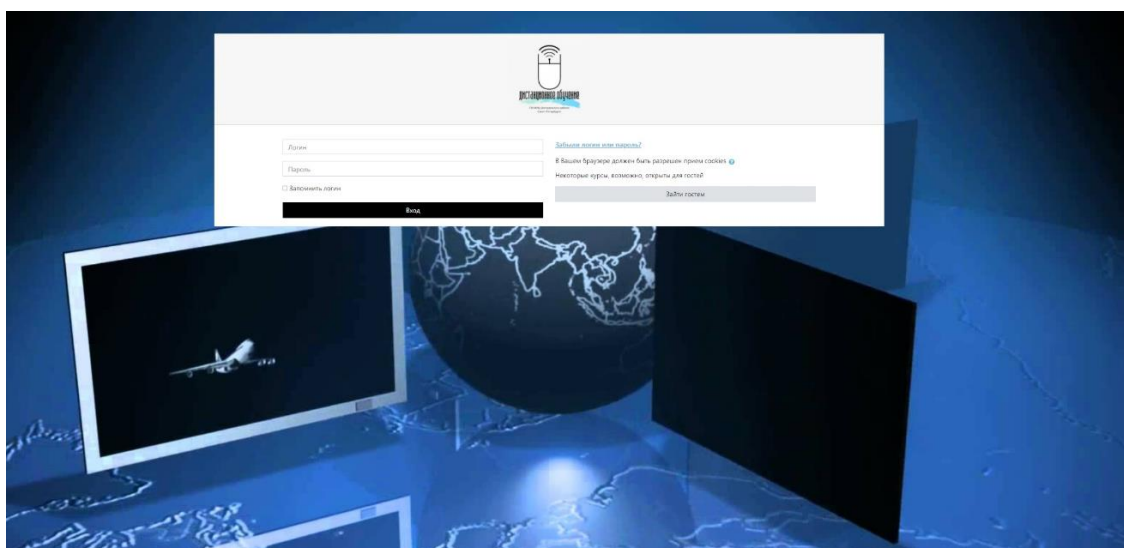 дистанционное обучение
Логин
Пароль
Запомнить логин
Вход
Забыли логин или пароль?
В Вашем браузере должен быть разрешен прием cookies
Некоторые курсы, возможно, открыты для гостей
Зайти гостем